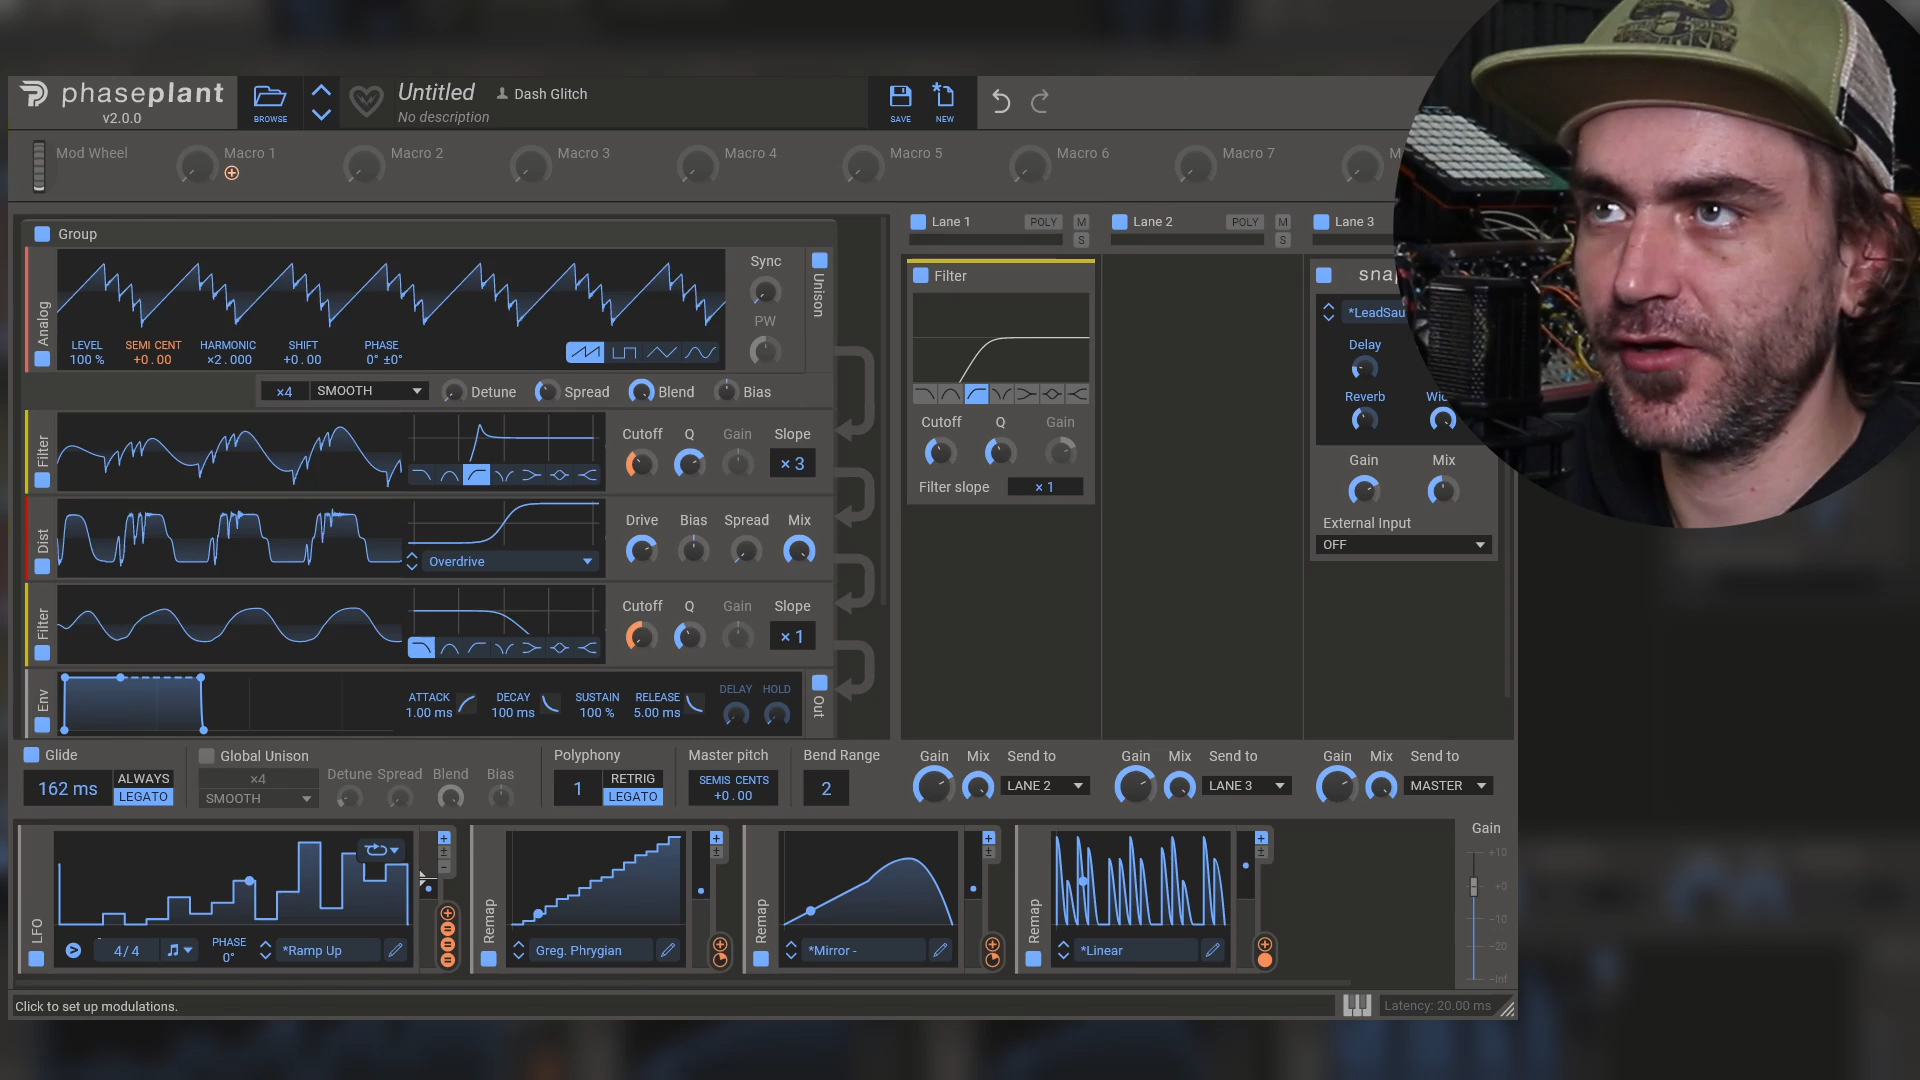 phaseplant
v2.0.0
BROWSE
Untitled
Dash Glitch
No description
SAVE
NEW
Mod Wheel
Macro 1
Macro 2
Macro 3
Macro 4
Macro 5
Macro 6
Macro 7
M
Group
Analog
LEVEL
100 %
SEMI CENT
+0.00
HARMONIC
×2.000
SHIFT
+0.00
PHASE
0° ±0°
Sync
PW
Unison
×4
SMOOTH
Detune
Spread
Blend
Bias
Filter
Cutoff
Q
Gain
Slope
×3
Dist
Overdrive
Drive
Bias
Spread
Mix
Filter
Cutoff
Q
Gain
Slope
×1
Env
ATTACK
1.00 ms
DECAY
100 ms
SUSTAIN
100 %
RELEASE
5.00 ms
DELAY
HOLD
Out
Lane 1
POLY
M
S
Lane 2
POLY
M
S
Lane 3
Filter
Cutoff
Q
Gain
Filter slope
×1
snap
*LeadSau
Delay
Reverb
Wid
Gain
Mix
External Input
OFF
Glide
162 ms
ALWAYS
LEGATO
Global Unison
×4
SMOOTH
Detune
Spread
Blend
Bias
Polyphony
1
RETRIG
LEGATO
Master pitch
SEMIS CENTS
+0.00
Bend Range
2
Gain
Mix
Send to
LANE 2
Gain
Mix
Send to
LANE 3
Gain
Mix
Send to
MASTER
LFO
4/4
PHASE
0°
*Ramp Up
Remap
Greg. Phrygian
Remap
*Mirror -
Remap
*Linear
Gain
+10
+0
-10
-20
-Inf
Click to set up modulations.
Latency: 20.00 ms